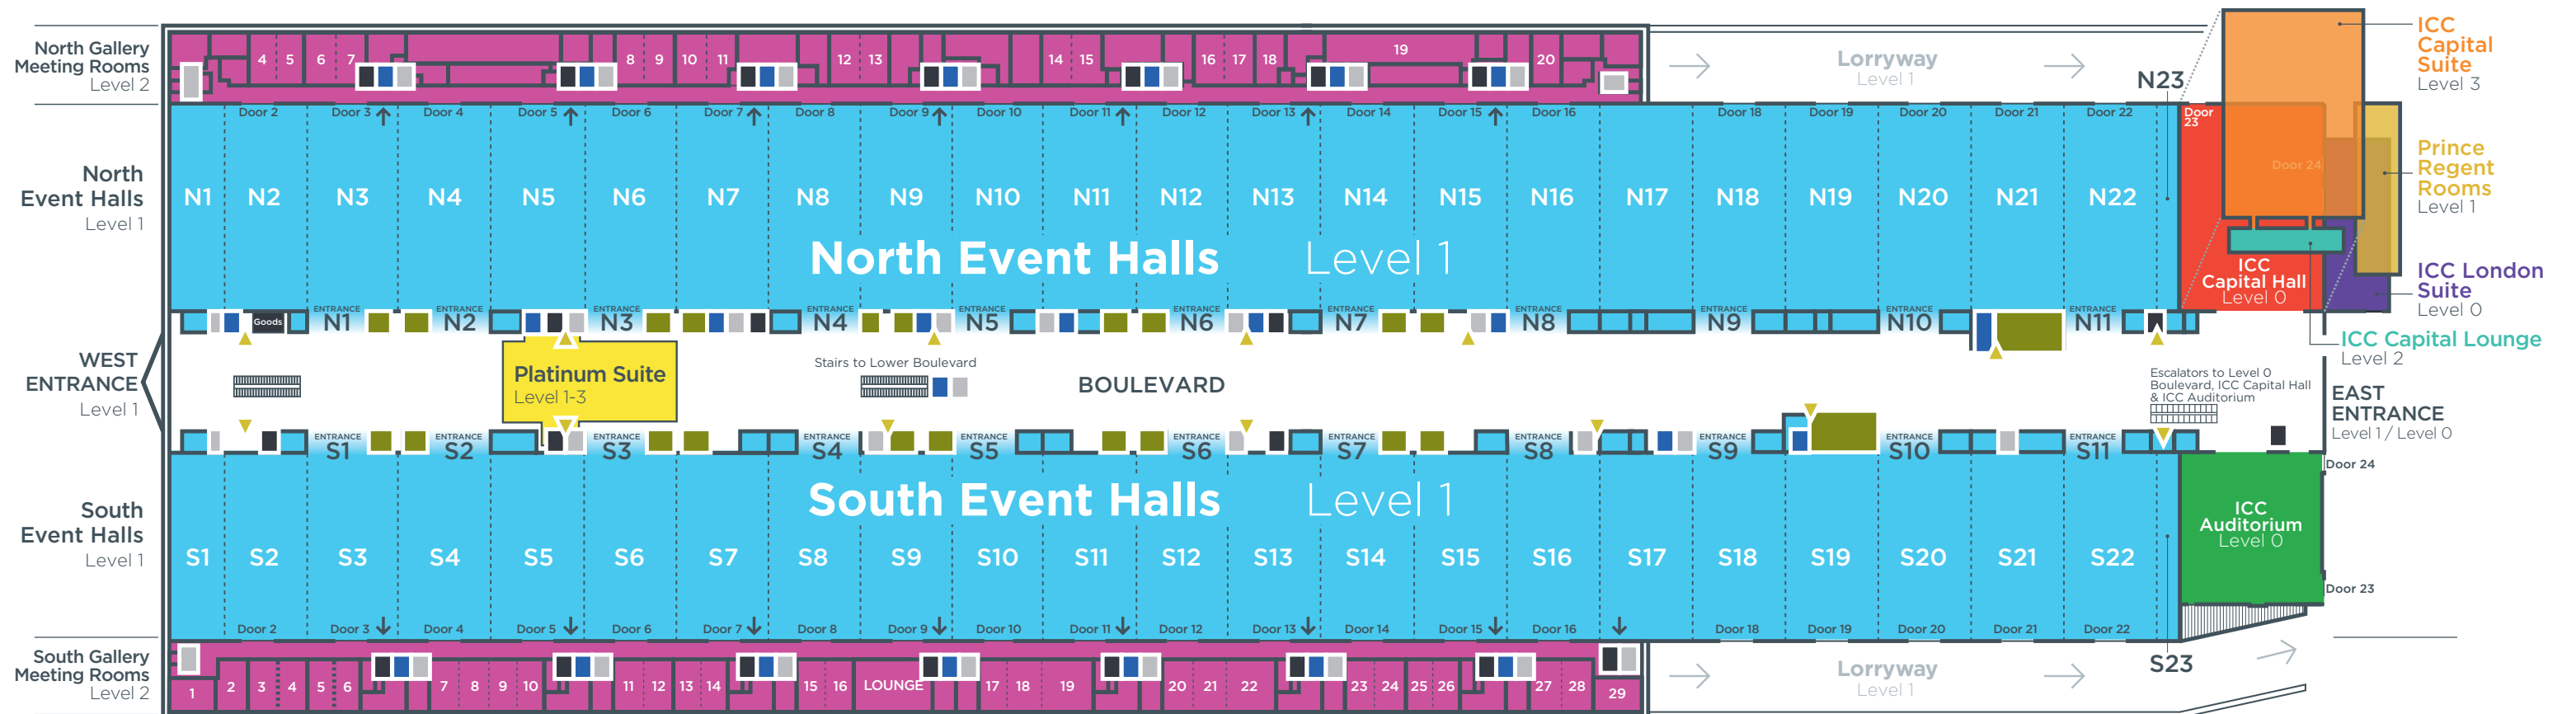 North Gallery
Meeting Rooms
Level 2
4 5 6 7 8 9 10 11 12 13 14 15 16 17 18 19 20
Lorryway
Level 1
N23
ICC
Capital
Suite
Level 3
Door 2 Door 3 Door 4 Door 5 Door 6 Door 7 Door 8 Door 9 Door 10 Door 11 Door 12 Door 13 Door 14 Door 15 Door 16 Door 18 Door 19 Door 20 Door 21 Door 22
Door
23
Door 24
Prince
Regent
Rooms
Level 1
North
Event Halls
Level 1
N1 N2 N3 N4 N5 N6 N7 N8 N9 N10 N11 N12 N13 N14 N15 N16 N17 N18 N19 N20 N21 N22
North Event Halls Level 1
ICC
Capital Hall
Level 0
ICC London
Suite
Level 0
Goods
ENTRANCE ENTRANCE ENTRANCE ENTRANCE ENTRANCE ENTRANCE ENTRANCE ENTRANCE ENTRANCE ENTRANCE ENTRANCE
N1 N2 N3 N4 N5 N6 N7 N8 N9 N10 N11
ICC Capital Lounge
Level 2
WEST
ENTRANCE
Level 1
Platinum Suite
Level 1-3
Stairs to Lower Boulevard
BOULEVARD
Escalators to Level 0
Boulevard, ICC Capital Hall
& ICC Auditorium
EAST
ENTRANCE
Level 1 / Level 0
ENTRANCE ENTRANCE ENTRANCE ENTRANCE ENTRANCE ENTRANCE ENTRANCE ENTRANCE ENTRANCE ENTRANCE ENTRANCE
S1 S2 S3 S4 S5 S6 S7 S8 S9 S10 S11
Door 24
South Event Halls Level 1
South
Event Halls
Level 1
ICC
Auditorium
Level 0
S1 S2 S3 S4 S5 S6 S7 S8 S9 S10 S11 S12 S13 S14 S15 S16 S17 S18 S19 S20 S21 S22
Door 23
Door 2 Door 3 Door 4 Door 5 Door 6 Door 7 Door 8 Door 9 Door 10 Door 11 Door 12 Door 13 Door 14 Door 15 Door 16 Door 18 Door 19 Door 20 Door 21 Door 22
South Gallery
Meeting Rooms
Level 2
1 2 3 4 5 6 7 8 9 10 11 12 13 14 15 16 LOUNGE 17 18 19 20 21 22 23 24 25 26 27 28 29
Lorryway
Level 1
S23